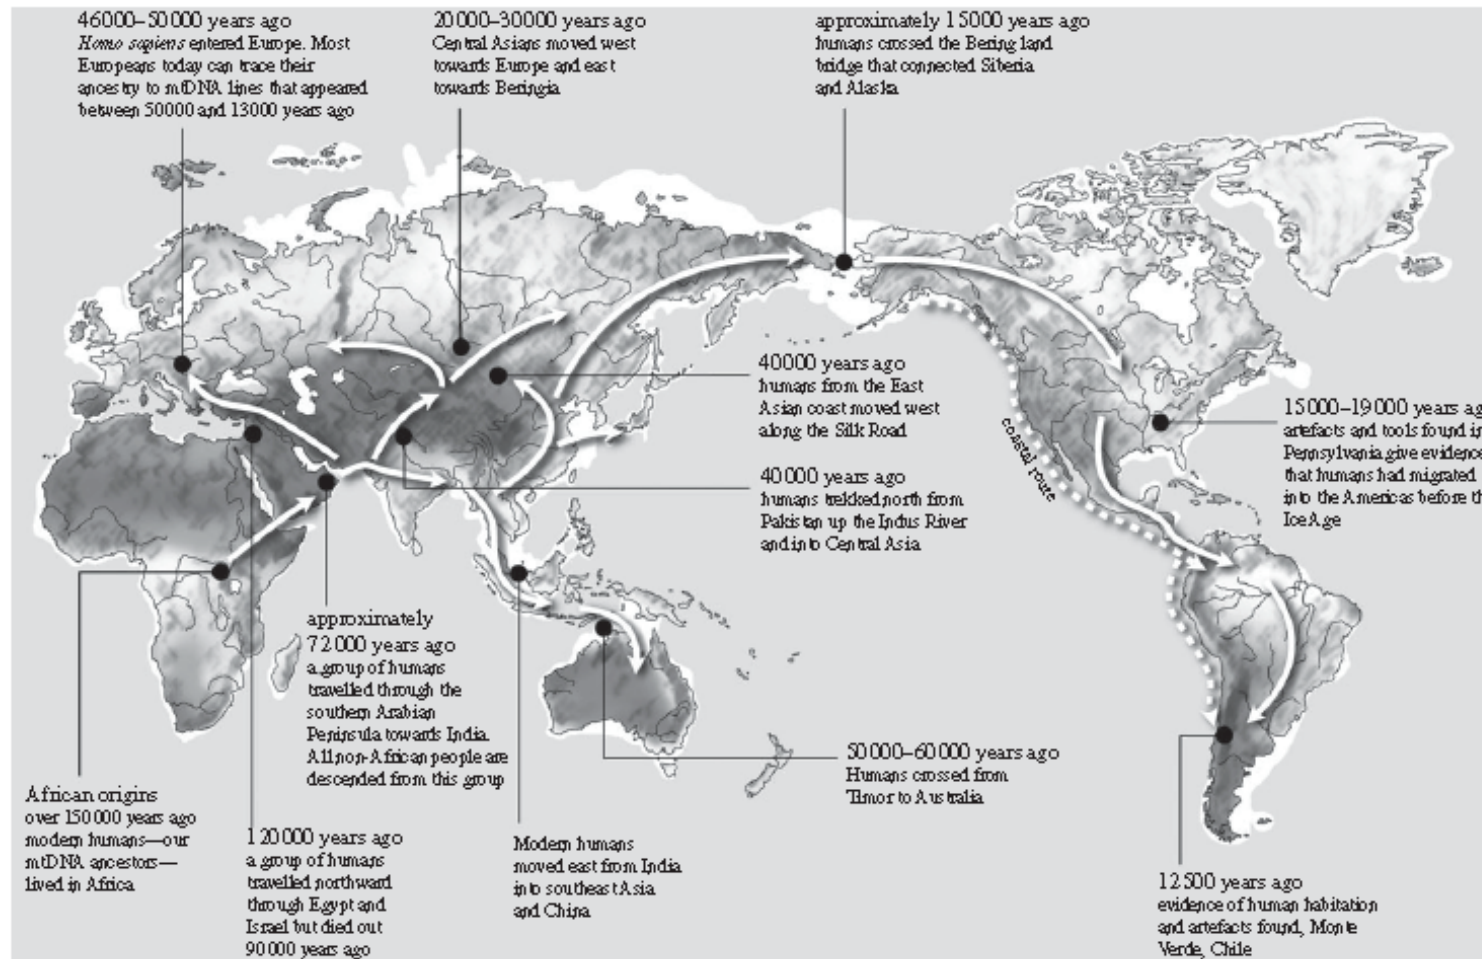 46000–50000 years ago
Homo sapiens entered Europe. Most
Europeans today can trace their
ancestry to mtDNA lines that appeared
between 50000 and 13000 years ago
20000–30000 years ago
Central Asians moved west
towards Europe and east
towards Beringia
approximately 15000 years ago
humans crossed the Bering land
bridge that connected Siberia
and Alaska
40000 years ago
humans from the East
Asian coast moved west
along the Silk Road
coastal route
15000–19000 years ag
artefacts and tools found in
Pennsylvania give evidence
that humans had migrated
into the Americas before th
Ice Age
40000 years ago
humans trekked north from
Pakistan up the Indus River
and into Central Asia
approximately
72000 years ago
a group of humans
travelled through the
southern Arabian
Peninsula towards India.
All non-African people are
descended from this group
50000–60000 years ago
Humans crossed from
Timor to Australia
African origins
over 150000 years ago
modern humans—our
mtDNA ancestors—
lived in Africa
120000 years ago
a group of humans
travelled northward
through Egypt and
Israel but died out
90000 years ago
Modern humans
moved east from India
into southeast Asia
and China
12500 years ago
evidence of human habitation
and artefacts found, Monte
Verde, Chile